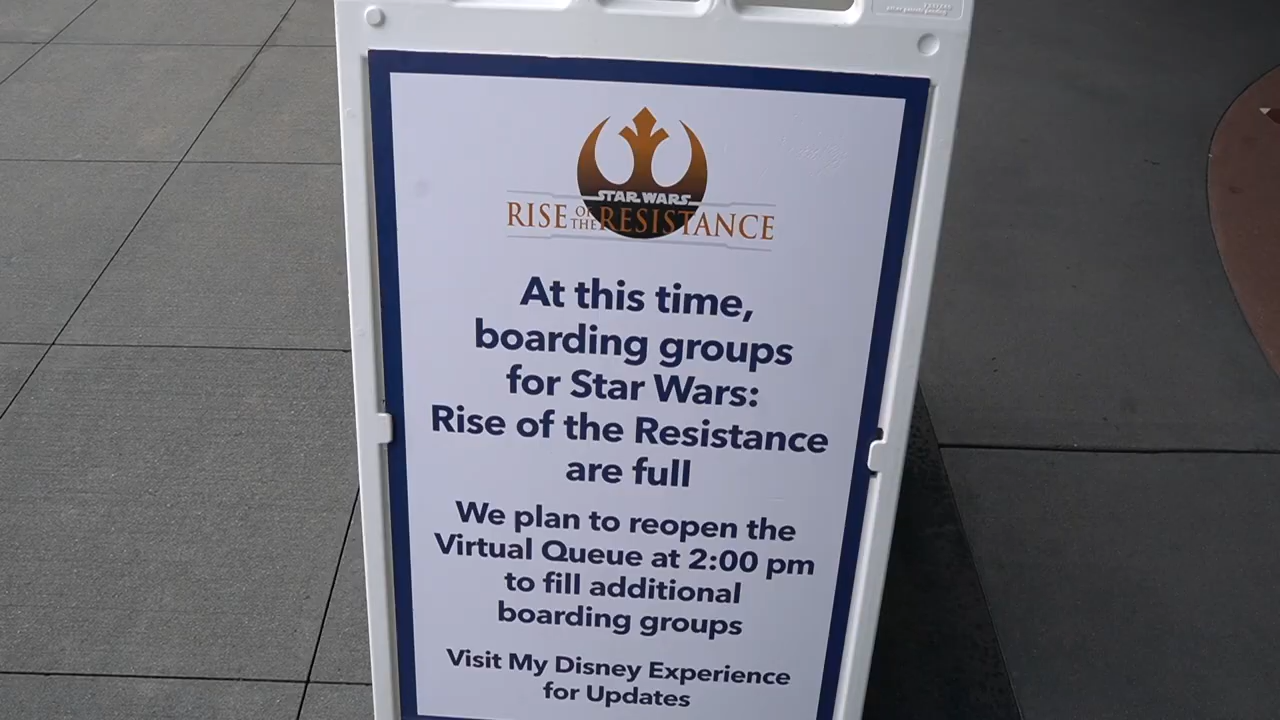 STAR WARS
RISE OF THE RESISTANCE
At this time,
boarding groups
for Star Wars:
Rise of the Resistance
are full
We plan to reopen the
Virtual Queue at 2:00 pm
to fill additional
boarding groups
Visit My Disney Experience
for Updates